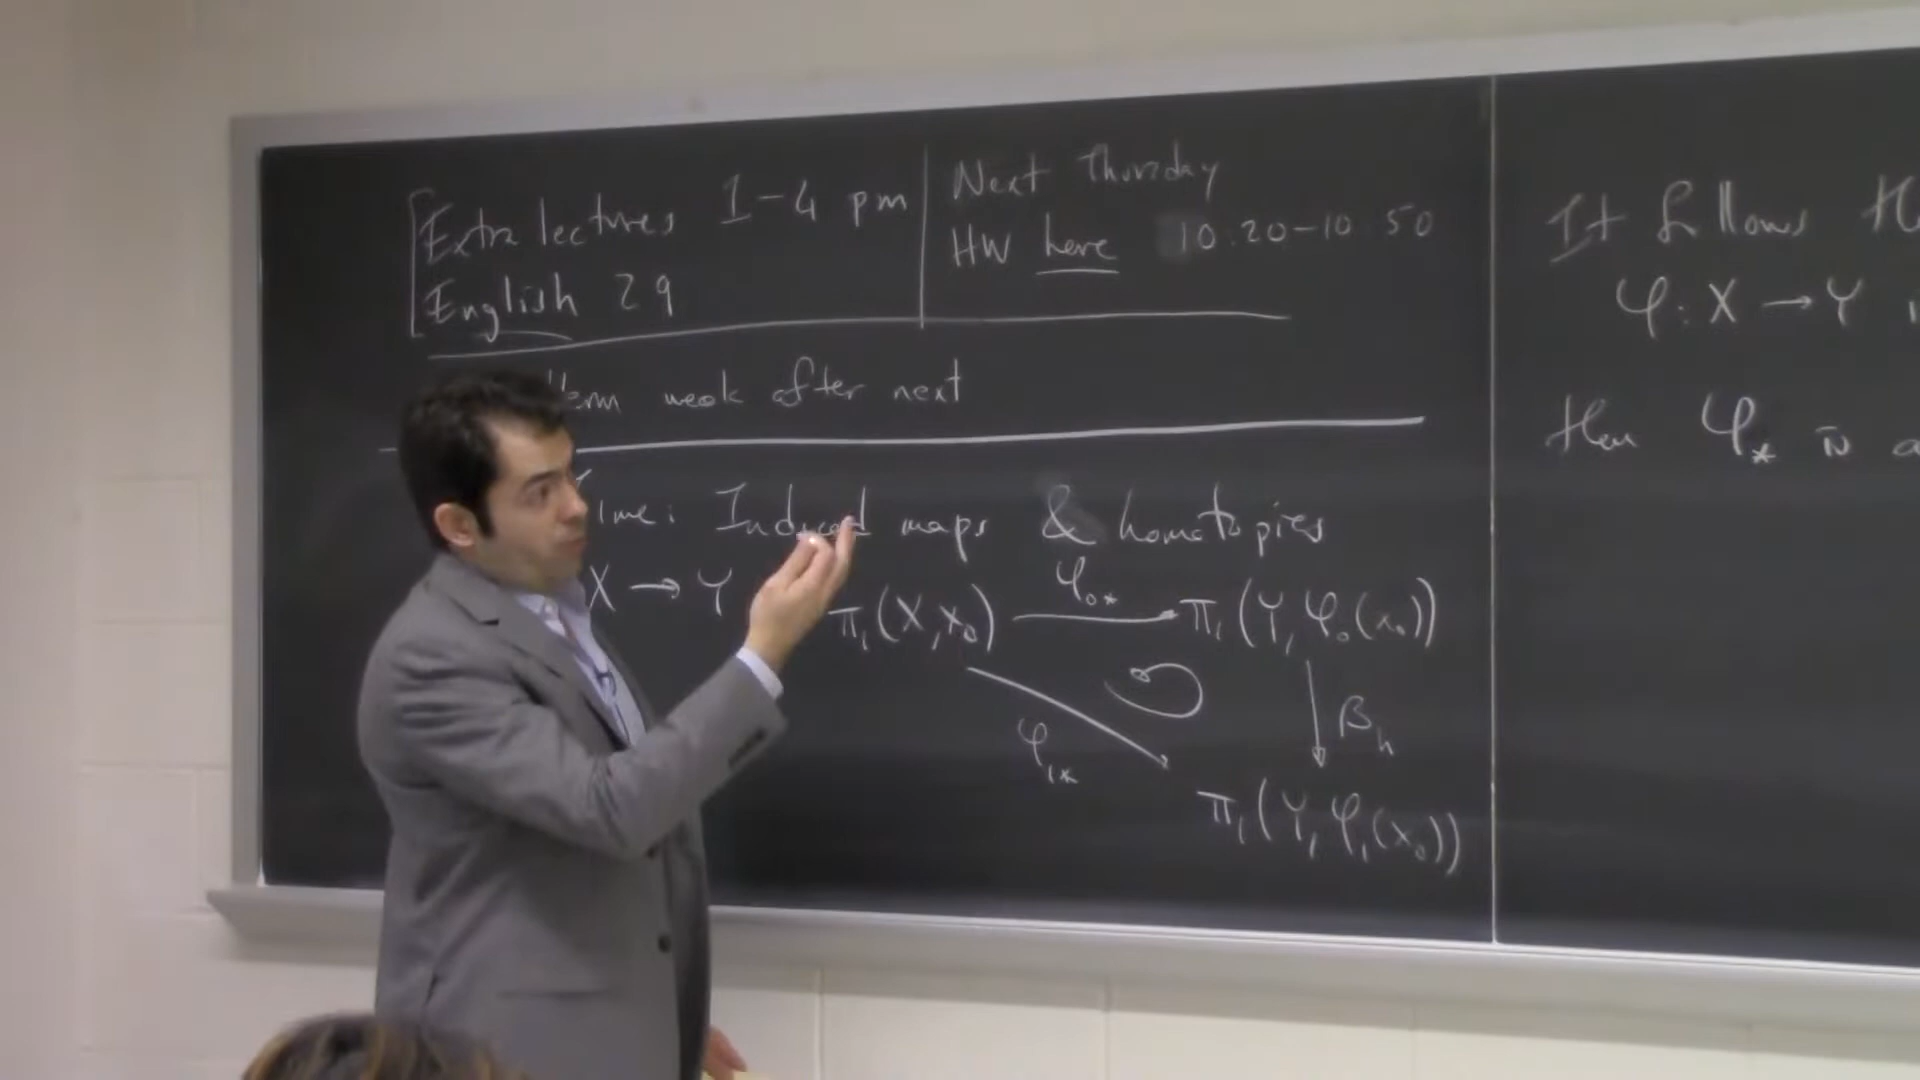 Extra lectures 1-4 pm
English 29
Next Thursday
HW here 10.20-10.50
week after next
Induced maps & homotopies
X → Y
π₁(X,x₀)
φ₀*
π₁(Y,φ₀(x₀))
φ₁*
βₕ
π₁(Y,φ₁(x₀))
It follows
φ: X → Y
then φ* is a